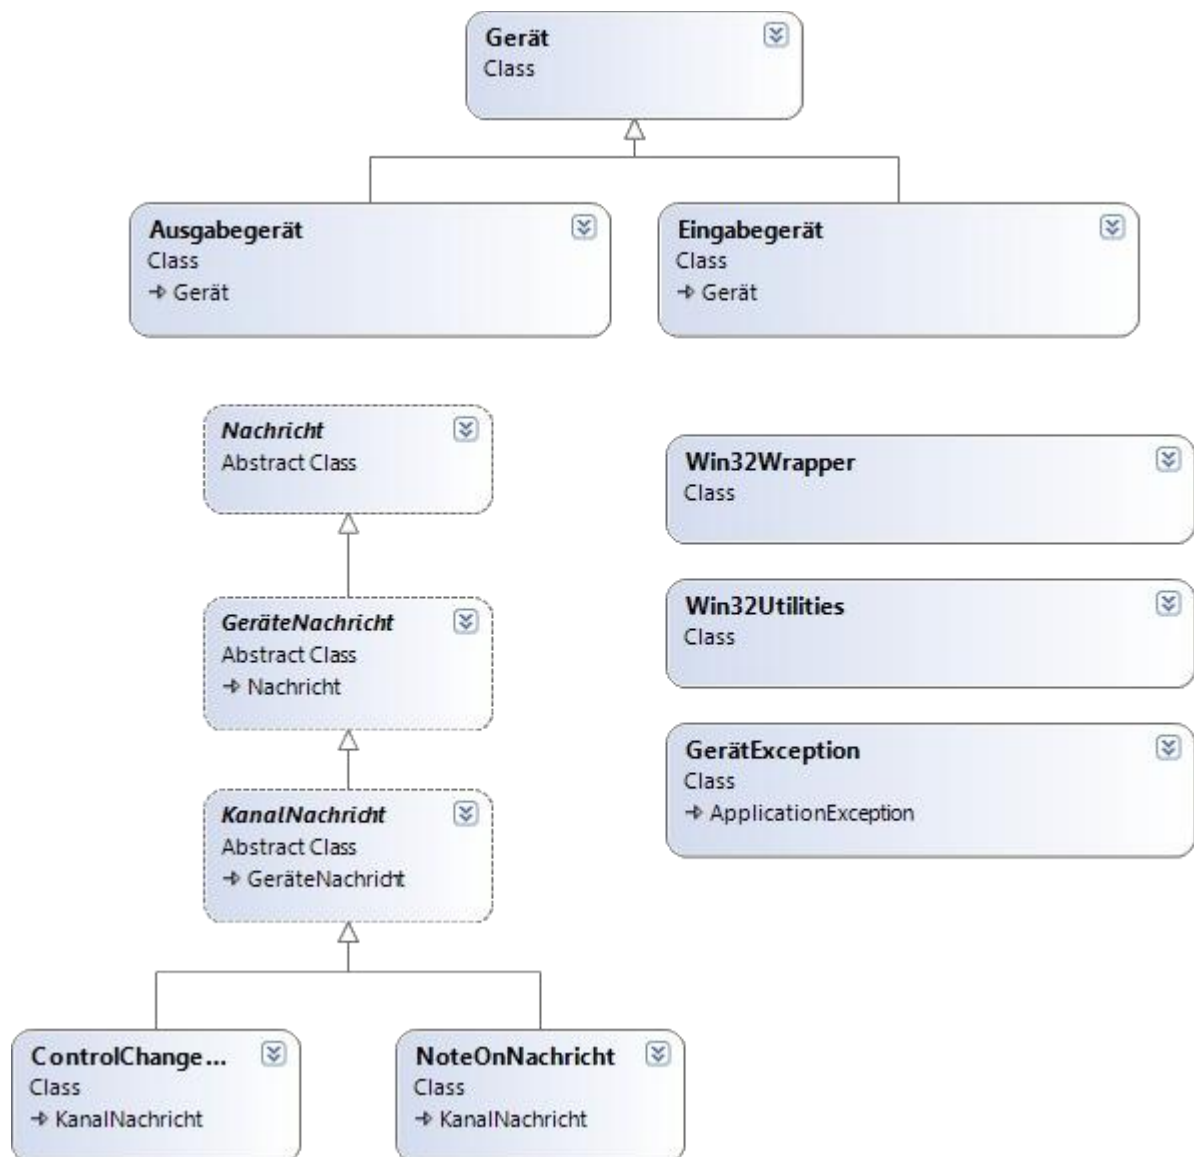 Gerät
Class
Ausgabegerät
Class
Gerät
Eingabegerät
Class
Gerät
Nachricht
Abstract Class
GeräteNachricht
Abstract Class
Nachricht
KanalNachricht
Abstract Class
GeräteNachricht
Win32Wrapper
Class
Win32Utilities
Class
GerätException
Class
ApplicationException
ControlChange...
Class
KanalNachricht
NoteOnNachricht
Class
KanalNachricht